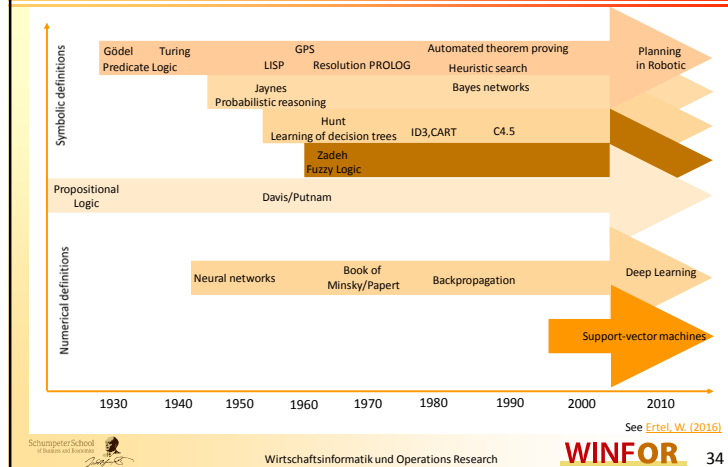 Symbolic definitions
Gödel Turing GPS Automated theorem proving Planning
Predicate Logic LISP Resolution PROLOG Heuristic search in Robotic
Jaynes Bayes networks
Probabilistic reasoning
Hunt
Learning of decision trees ID3,CART C4.5
Zadeh
Fuzzy Logic
Propositional
Logic
Davis/Putnam
Numerical definitions
Neural networks
Book of
Minsky/Papert
Backpropagation
Deep Learning
Support-vector machines
1930 1940 1950 1960 1970 1980 1990 2000 2010
See Ertel, W. (2016)
Schumpeter School
of Business and Economics
Wirtschaftsinformatik und Operations Research
WINFOR
34